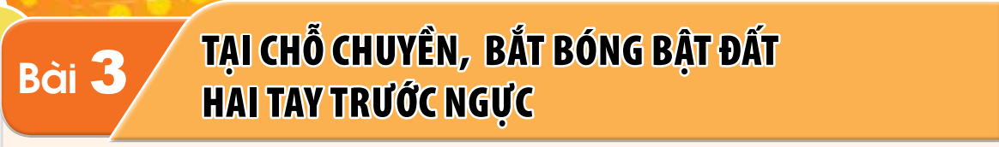 Bài 3
TẠI CHỖ CHUYỀN, BẮT BÓNG BẬT ĐẤT
HAI TAY TRƯỚC NGỰC